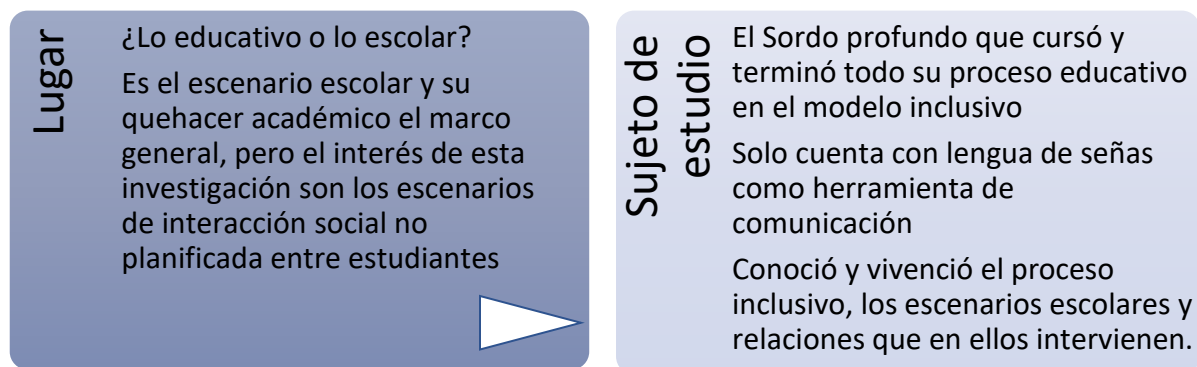 Lugar
¿Lo educativo o lo escolar?
Es el escenario escolar y su
quehacer académico el marco
general, pero el interés de esta
investigación son los escenarios
de interacción social no
planificada entre estudiantes
Sujeto de
estudio
El Sordo profundo que cursó y
terminó todo su proceso educativo
en el modelo inclusivo
Solo cuenta con lengua de señas
como herramienta de
comunicación
Conoció y vivenció el proceso
inclusivo, los escenarios escolares y
relaciones que en ellos intervienen.